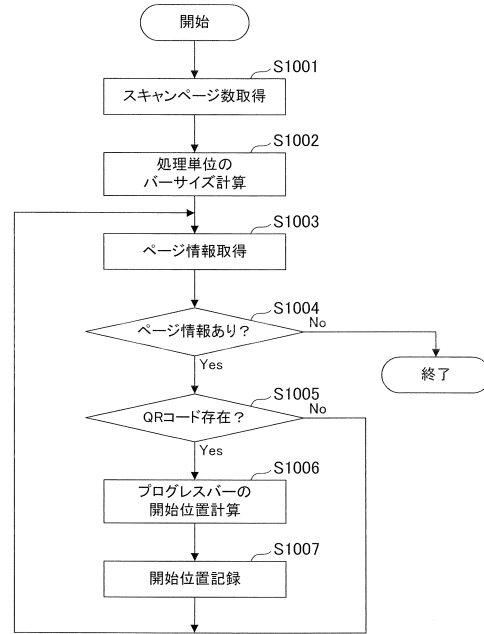 開始
S1001
スキャンページ数取得
S1002
処理単位の
バーサイズ計算
S1003
ページ情報取得
S1004
ページ情報あり？
No
Yes
終了
S1005
QRコード存在？
No
Yes
S1006
プログレスバーの
開始位置計算
S1007
開始位置記録